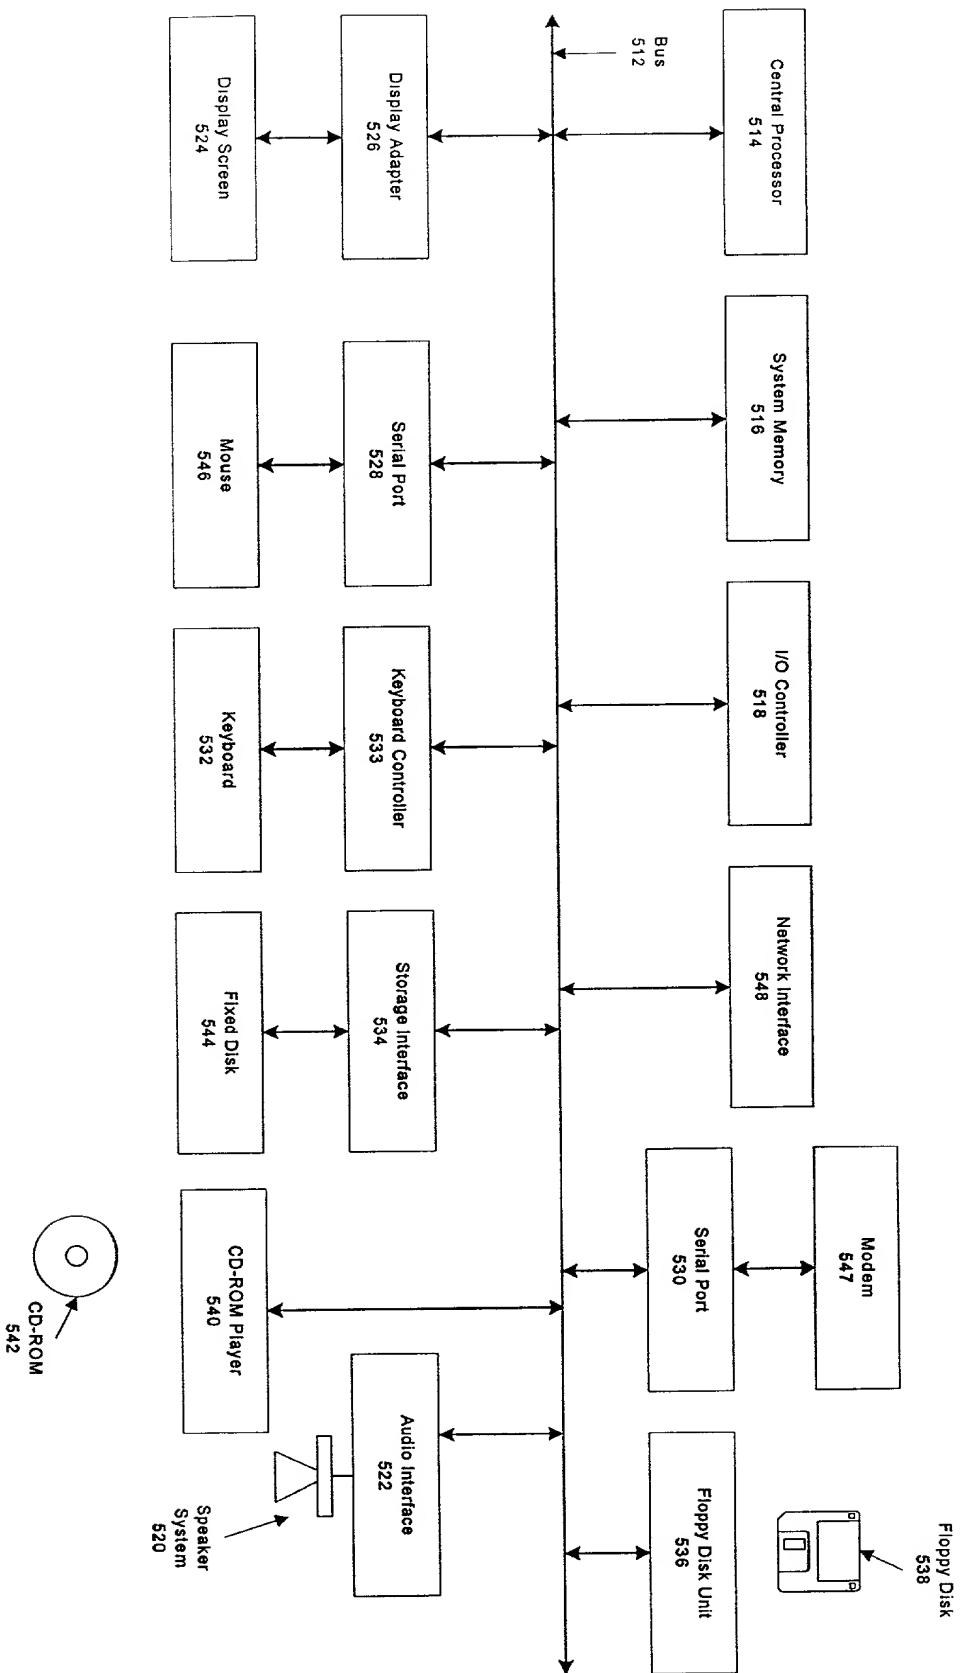 Bus
512
Central Processor
514
System Memory
516
I/O Controller
518
Network Interface
548
Modem
547
Serial Port
530
Floppy Disk
538
Floppy Disk Unit
536
Display Adapter
526
Display Screen
524
Serial Port
528
Mouse
546
Keyboard Controller
533
Keyboard
532
Storage Interface
534
Fixed Disk
544
CD-ROM Player
540
CD-ROM
542
Audio Interface
522
Speaker
System
520